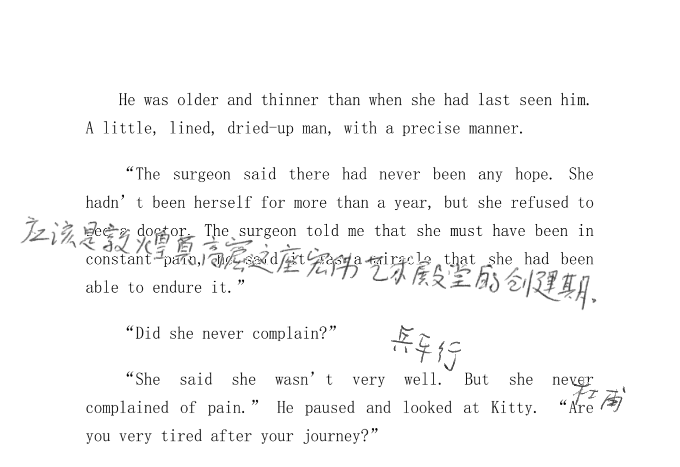 He was older and thinner than when she had last seen him.
A little, lined, dried-up man, with a precise manner.
“The surgeon said there had never been any hope. She
hadn’t been herself for more than a year, but she refused to
see a doctor. The surgeon told me that she must have been in
应该是敦煌莫高窟这座宏伟艺术殿堂的创建期.
constant pain, he said it was a miracle that she had been
able to endure it.”
“Did she never complain?”
兵车行
“She said she wasn’t very well. But she never
杜甫
complained of pain.” He paused and looked at Kitty. “Are
you very tired after your journey?”